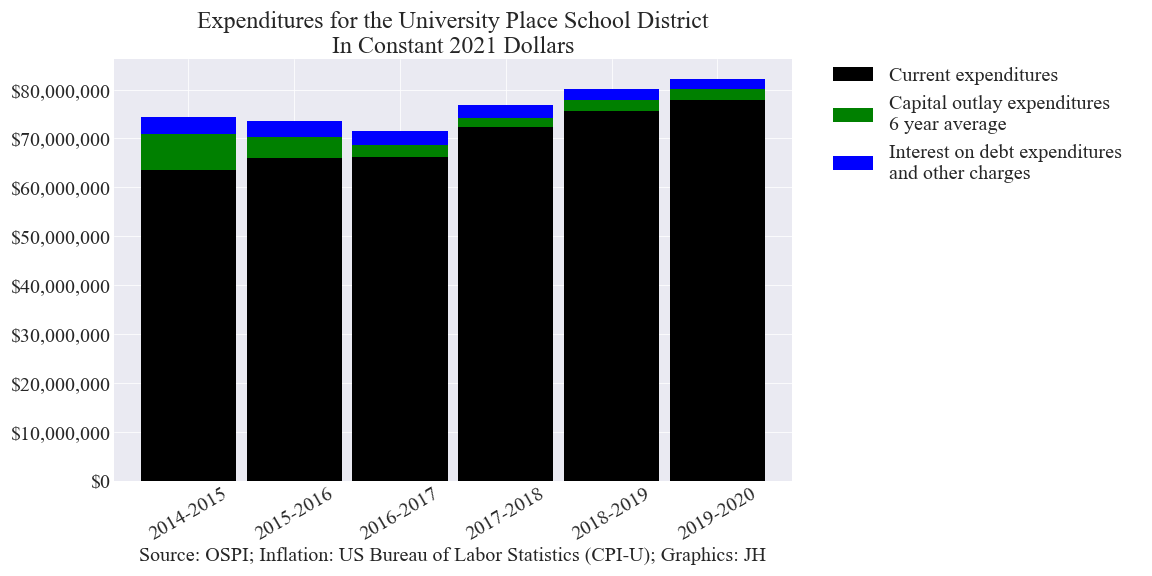 Expenditures for the University Place School District
In Constant 2021 Dollars
Current expenditures
Capital outlay expenditures
6 year average
Interest on debt expenditures
and other charges
$80,000,000
$70,000,000
$60,000,000
$50,000,000
$40,000,000
$30,000,000
$20,000,000
$10,000,000
$0
2014-2015
2015-2016
2016-2017
2017-2018
2018-2019
2019-2020
Source: OSPI; Inflation: US Bureau of Labor Statistics (CPI-U); Graphics: JH